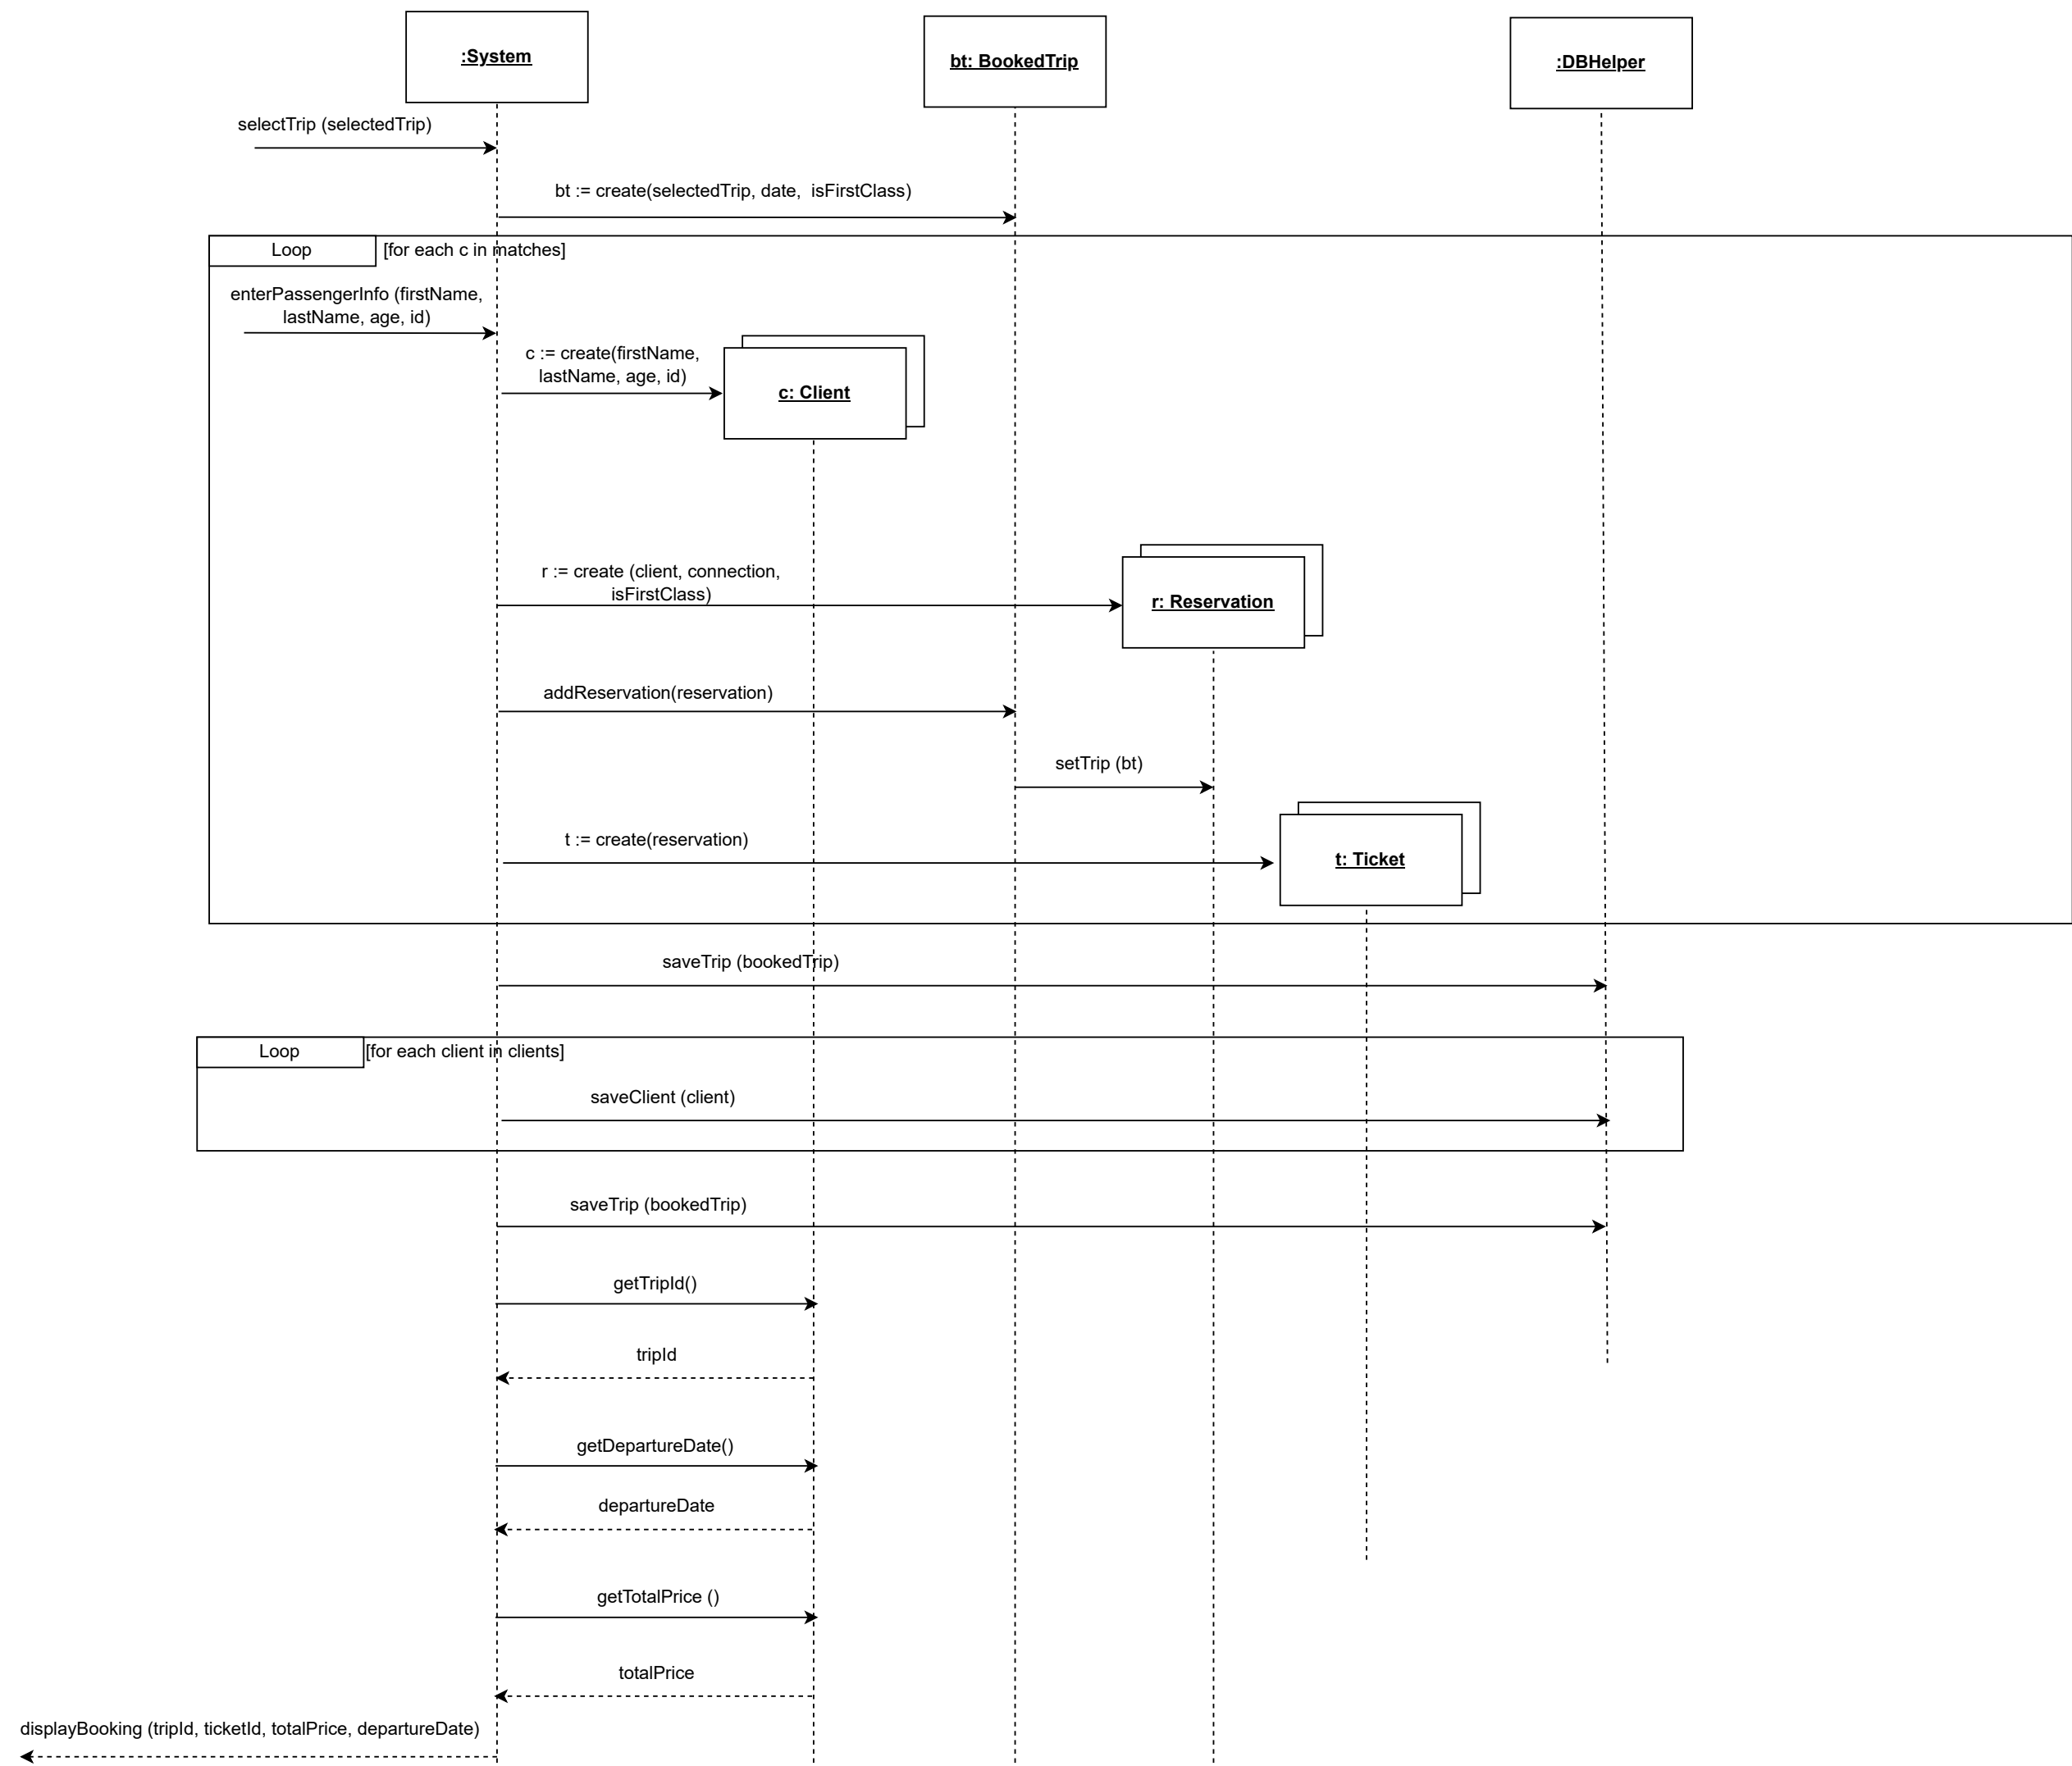 :System
bt: BookedTrip
:DBHelper
selectTrip (selectedTrip)
bt := create(selectedTrip, date,  isFirstClass)
Loop
[for each c in matches]
enterPassengerInfo (firstName,
lastName, age, id)
c := create(firstName,
lastName, age, id)
c: Client
r := create (client, connection,
isFirstClass)
r: Reservation
addReservation(reservation)
setTrip (bt)
t := create(reservation)
t: Ticket
saveTrip (bookedTrip)
Loop
[for each client in clients]
saveClient (client)
saveTrip (bookedTrip)
getTripId()
tripId
getDepartureDate()
departureDate
getTotalPrice ()
totalPrice
displayBooking (tripId, ticketId, totalPrice, departureDate)